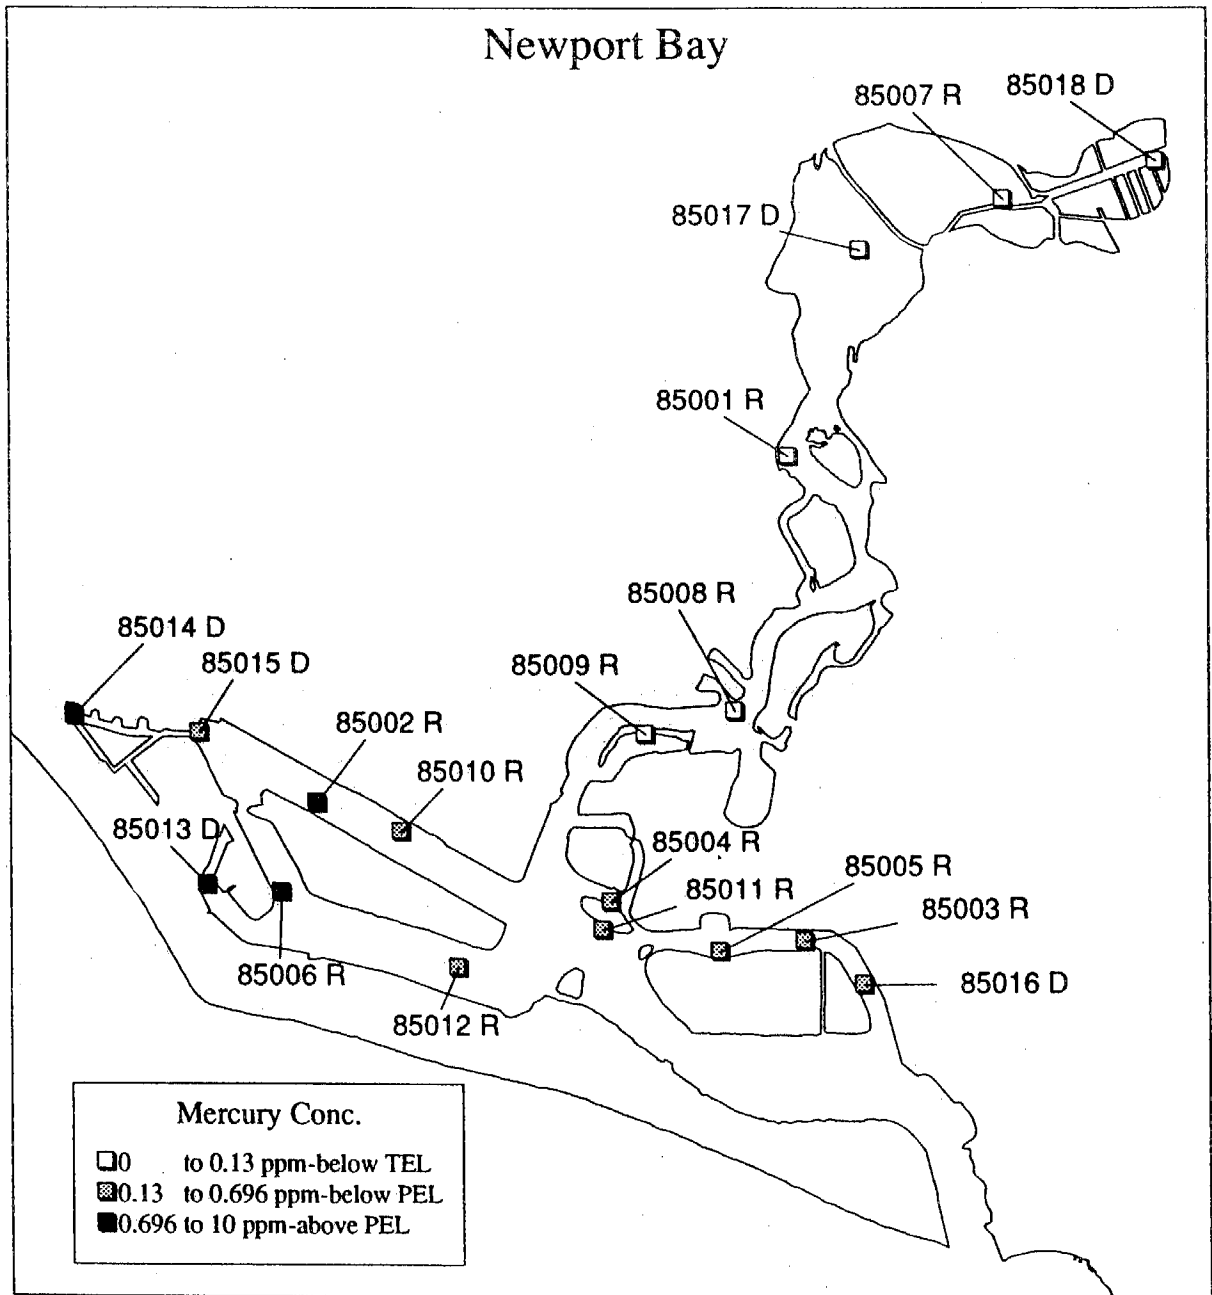 Newport Bay
85018 D
85007 R
85017 D
85001 R
85008 R
85014 D
85015 D
85009 R
85002 R
85010 R
85013 D
85004 R
85005 R
85011 R
85003 R
85006 R
85016 D
85012 R
Mercury Conc.
0 to 0.13 ppm-below TEL
0.13 to 0.696 ppm-below PEL
0.696 to 10 ppm-above PEL